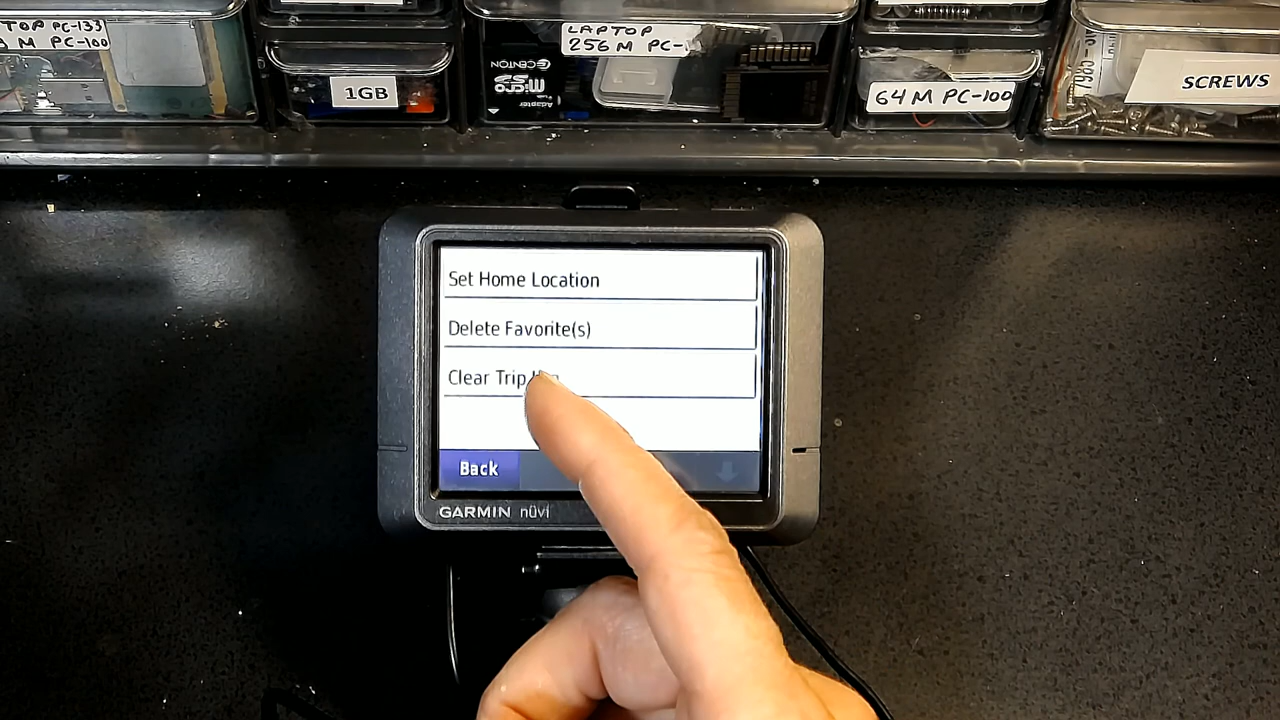 TOP PC-133
M PC-100
1GB
LAPTOP
256 M PC-
CENTON
micro
SD
Adapter
64 M PC-100
SCREWS
Set Home Location
Delete Favorite(s)
Clear Trip
Back
GARMIN nüvi